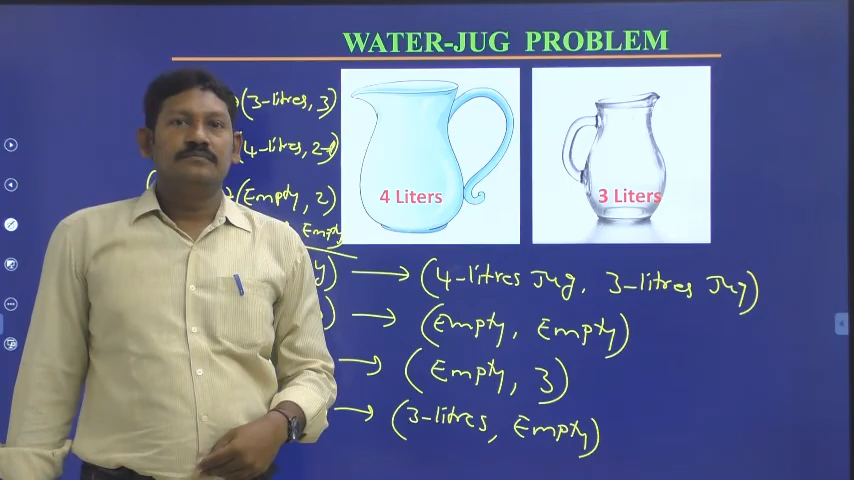 WATER-JUG PROBLEM
(3-litres, 3)
4-litres, 2
(Empty, 2)
Empty
4 Liters
3 Liters
y) → (4-litres Jug, 3-litres Jug)
) → (Empty, Empty)
→ (Empty, 3)
→ (3-litres, Empty)